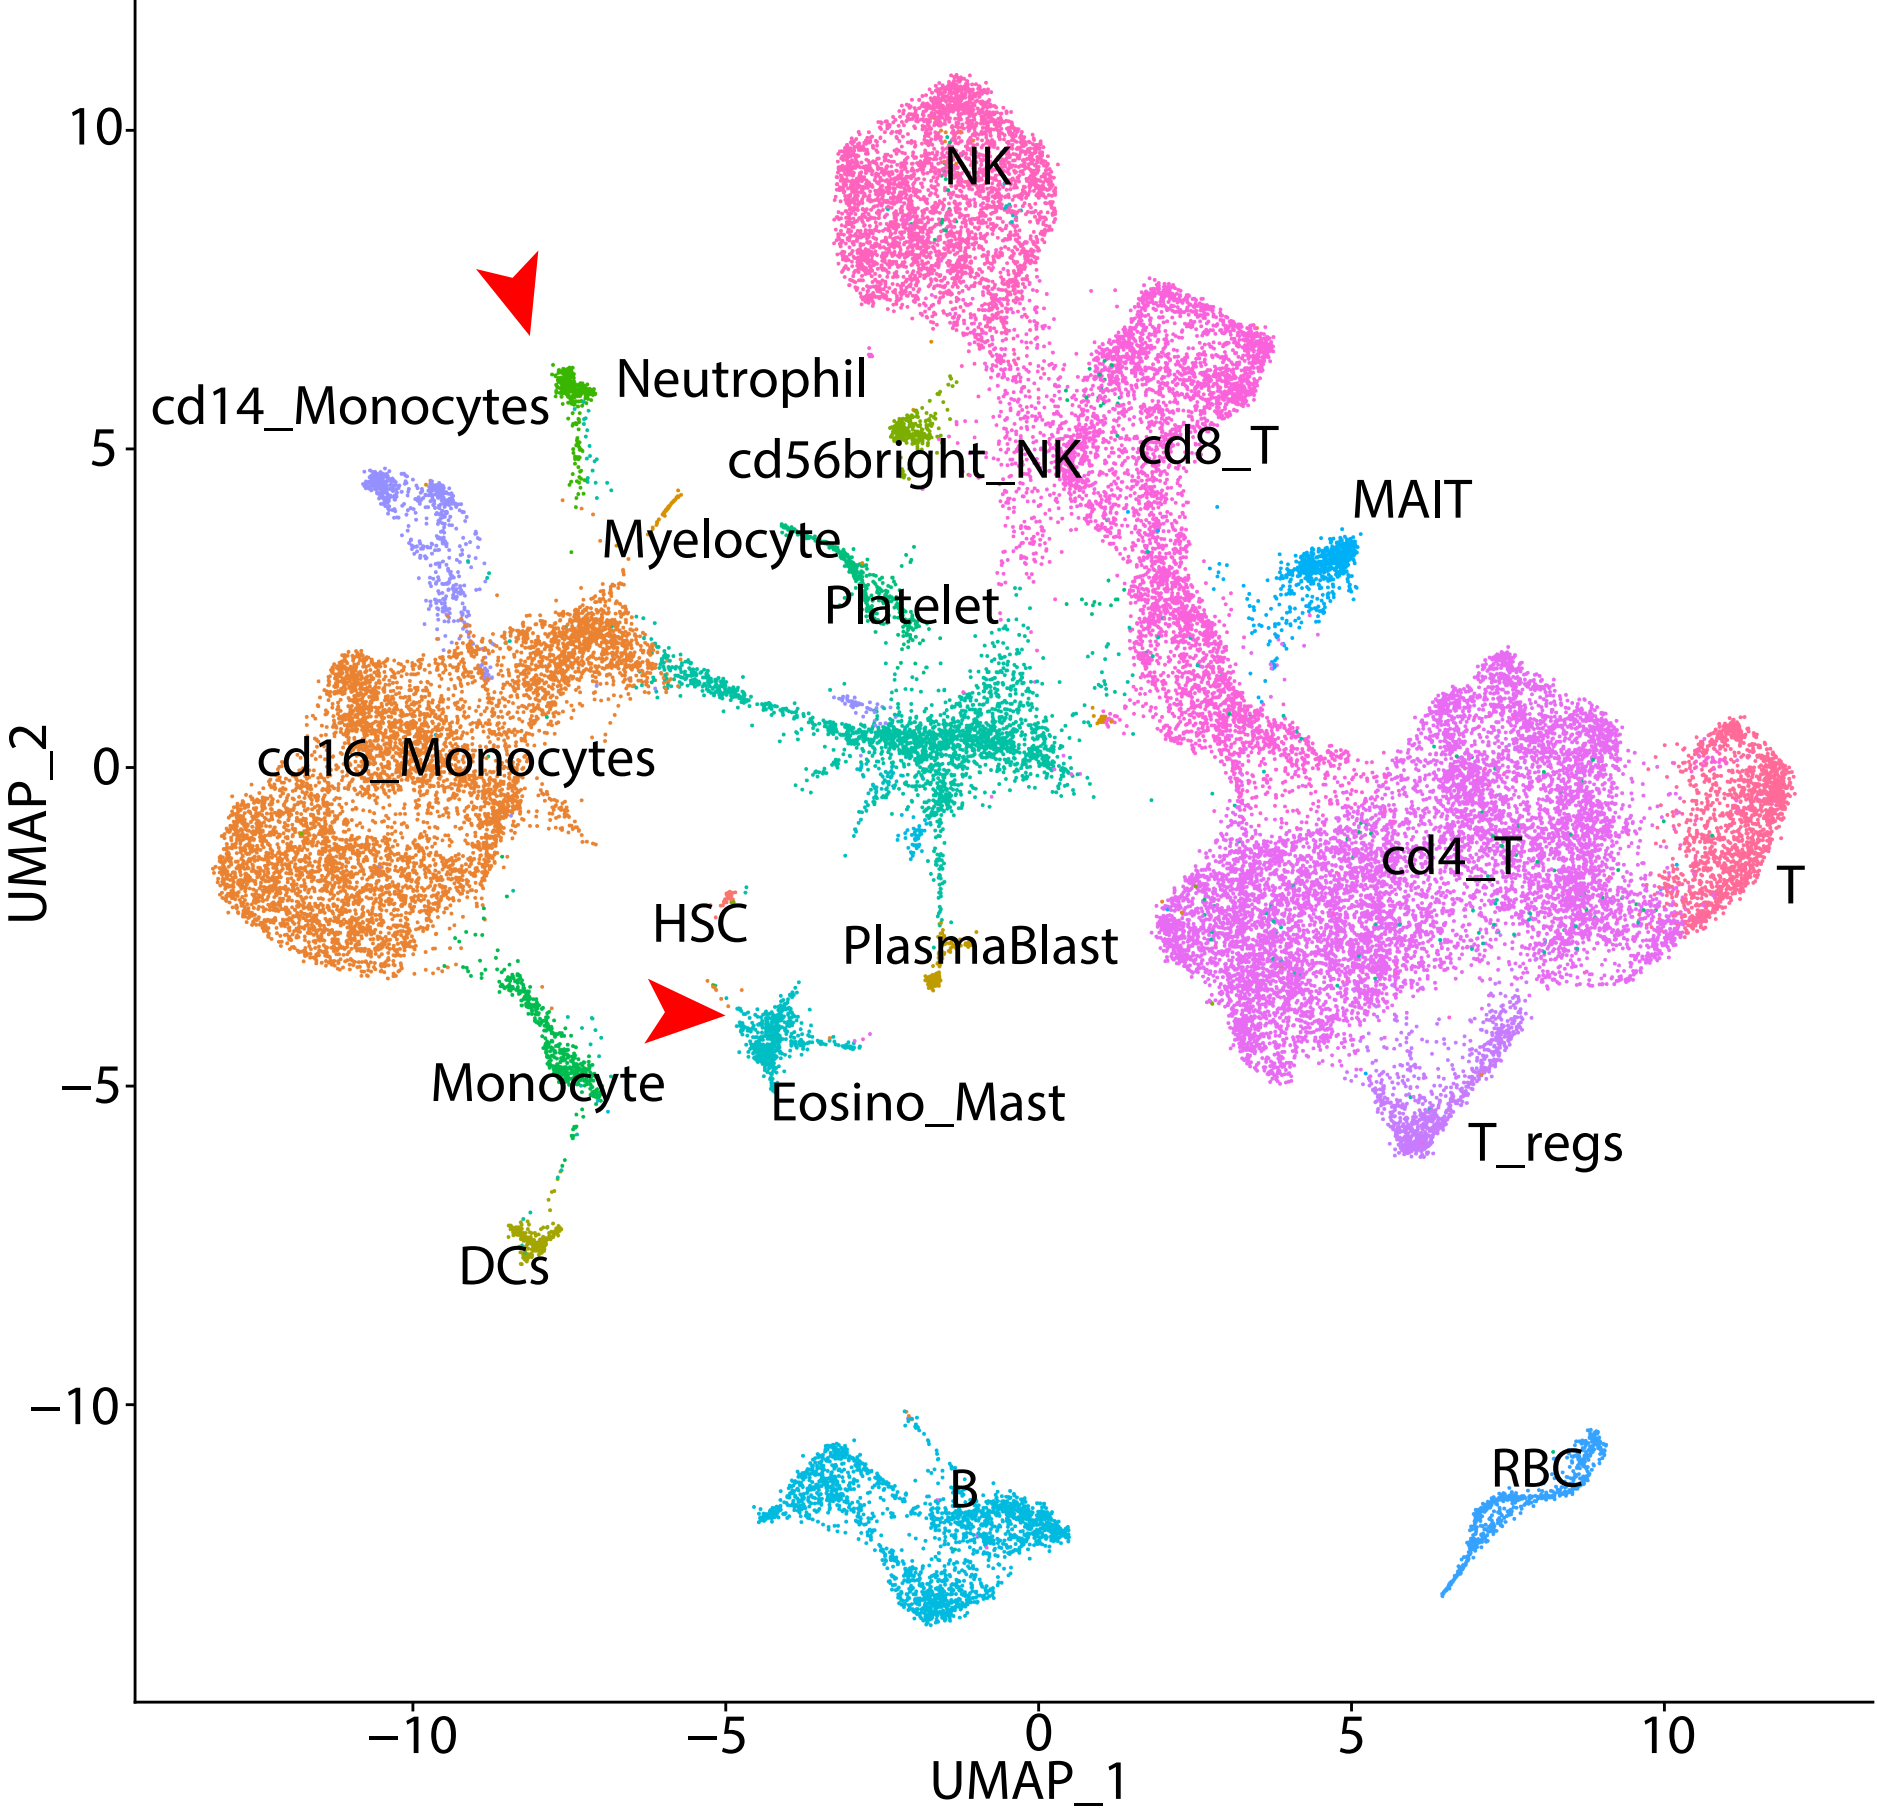 10
NK
Neutrophil
cd14_Monocytes
5
cd56bright_NK
cd8_T
MAIT
Myelocyte
Platelet
UMAP_2
0
cd16_Monocytes
cd4_T
T
HSC
PlasmaBlast
−5
Monocyte
Eosino_Mast
T_regs
DCs
−10
B
RBC
−10 −5 0 5 10
UMAP_1